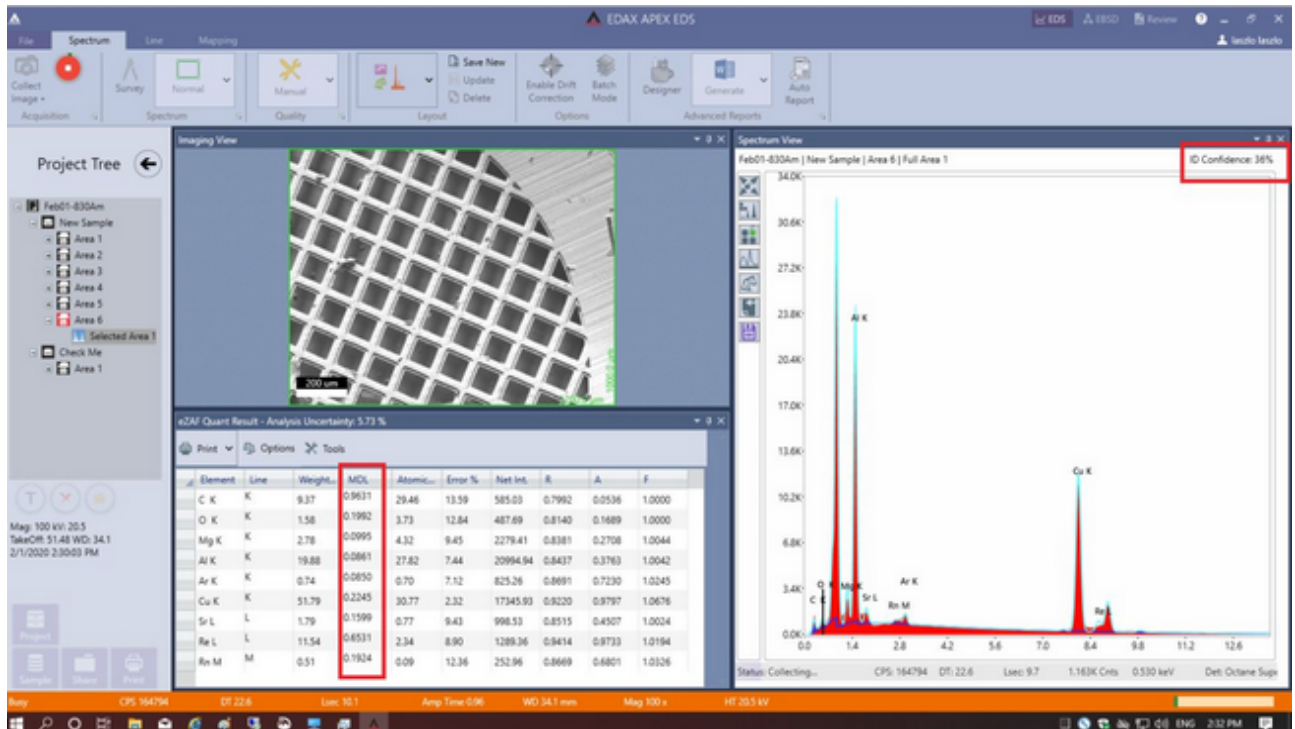 EDAX APEX EDS
EDS EBSD Review
File Spectrum Line Mapping
laszlo laszlo
Collect Image
Survey
Normal
Manual
Save New
Update
Delete
Enable Drift Correction
Batch Mode
Designer
Generate
Auto Report
Acquisition Spectrum Quality Layout Options Advanced Reports
Project Tree
Feb01-830Am
New Sample
Area 1
Area 2
Area 3
Area 4
Area 5
Area 6
Selected Area 1
Check Me
Area 1
Mag: 100 kV: 20.5
TakeOff: 51.48 WD: 34.1
2/1/2020 2:30:03 PM
Project
Sample Share Print
Imaging View
200 um
eZAF Quant Result - Analysis Uncertainty: 5.73 %
Print Options Tools
Element Line Weight... MDL Atomic... Error % Net Int. R A F
C K K 9.37 0.9631 29.46 13.59 585.03 0.7992 0.0536 1.0000
O K K 1.58 0.1992 3.73 12.84 487.69 0.8140 0.1689 1.0000
Mg K K 2.78 0.0995 4.32 9.45 2279.41 0.8381 0.2708 1.0044
Al K K 19.88 0.0861 27.82 7.44 20994.94 0.8437 0.3763 1.0042
Ar K K 0.74 0.0850 0.70 7.12 825.26 0.8691 0.7230 1.0245
Cu K K 51.79 0.2245 30.77 2.32 17345.93 0.9220 0.9797 1.0676
Sr L L 1.79 0.1599 0.77 9.43 998.53 0.8515 0.4507 1.0024
Re L L 11.54 0.6531 2.34 8.90 1289.36 0.9414 0.9733 1.0194
Rn M M 0.51 0.1924 0.09 12.36 252.96 0.8669 0.6801 1.0326
Spectrum View
Feb01-830Am | New Sample | Area 6 | Full Area 1
ID Confidence: 36%
34.0K
30.6K
27.2K
23.8K
20.4K
17.0K
13.6K
10.2K
6.8K
3.4K
0.0K
Al K
Cu K
Ar K
O K
Mg K
Sr L
Rn M
Re L
0.0 1.4 2.8 4.2 5.6 7.0 8.4 9.8 11.2 12.6
Status: Collecting... CPS: 164794 DT: 22.6 Lsec: 9.7 1.163K Cnts 0.530 keV Det: Octane Supe
Busy CPS 164794 DT 22.6 Lsec 10.1 Amp Time 0.96 WD 34.1 mm Mag 100 x HT 20.5 kV
ENG 2:32 PM